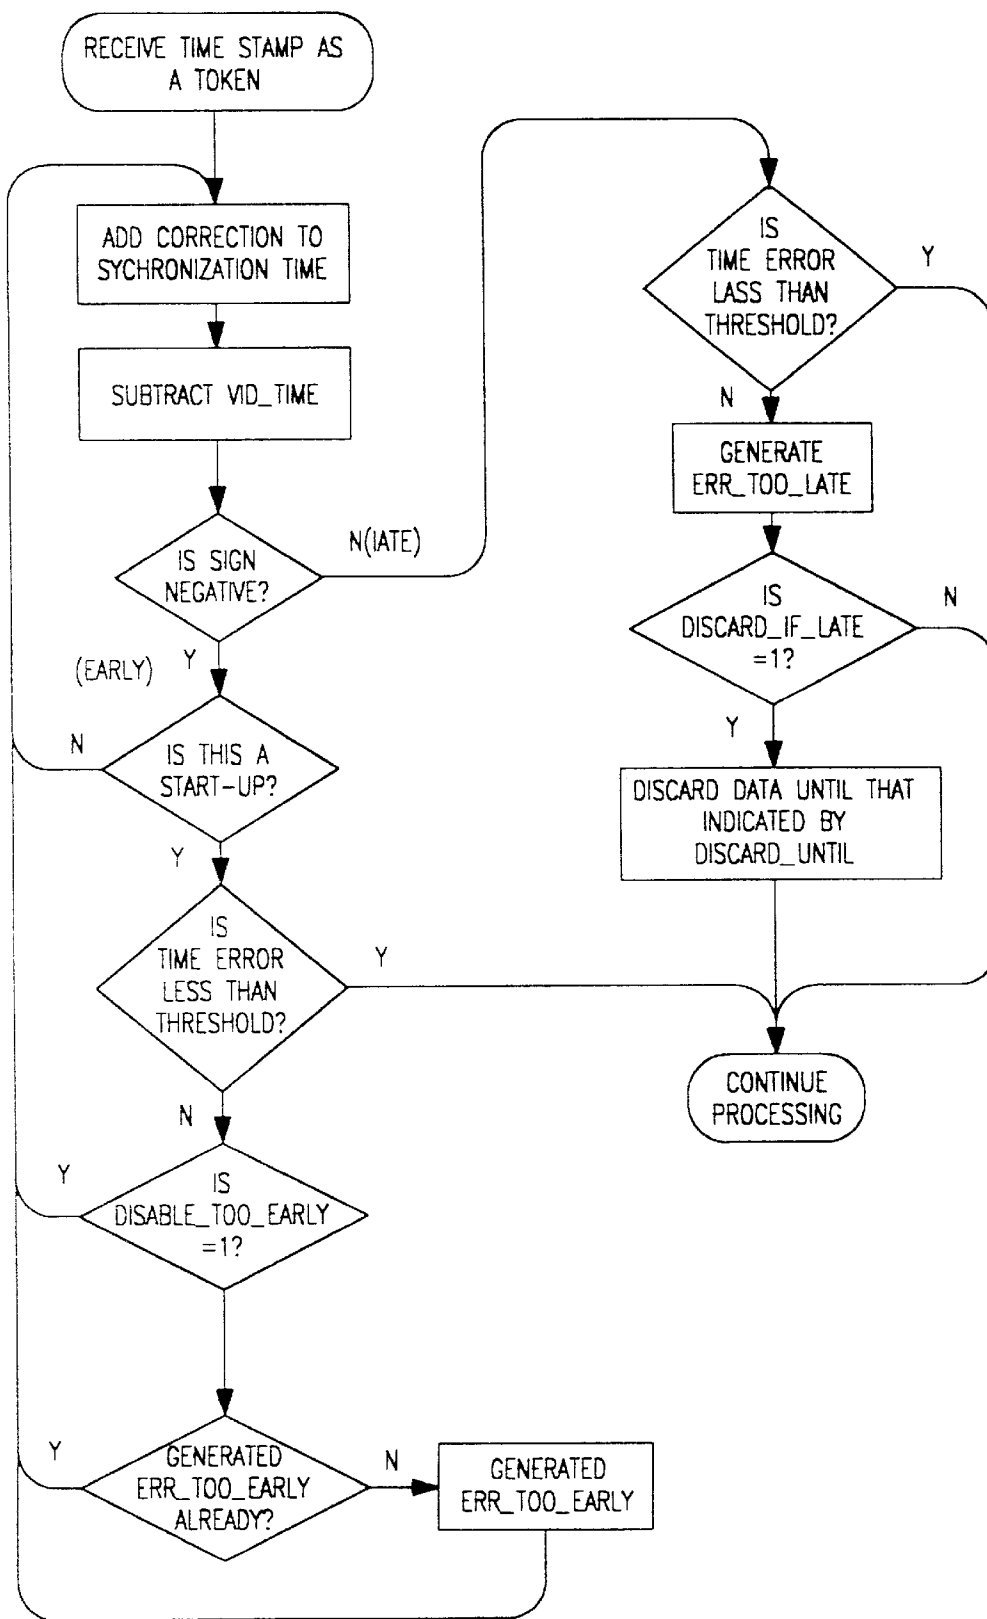 RECEIVE TIME STAMP AS
A TOKEN
ADD CORRECTION TO
SYCHRONIZATION TIME
SUBTRACT VID_TIME
IS SIGN
NEGATIVE?
N(IATE)
Y
(EARLY)
IS THIS A
START-UP?
N
Y
IS
TIME ERROR
LESS THAN
THRESHOLD?
Y
N
IS
DISABLE_TOO_EARLY
=1?
Y
GENERATED
ERR_TOO_EARLY
ALREADY?
Y
N
GENERATED
ERR_TOO_EARLY
IS
TIME ERROR
LASS THAN
THRESHOLD?
Y
N
GENERATE
ERR_TOO_LATE
IS
DISCARD_IF_LATE
=1?
N
Y
DISCARD DATA UNTIL THAT
INDICATED BY
DISCARD_UNTIL
CONTINUE
PROCESSING